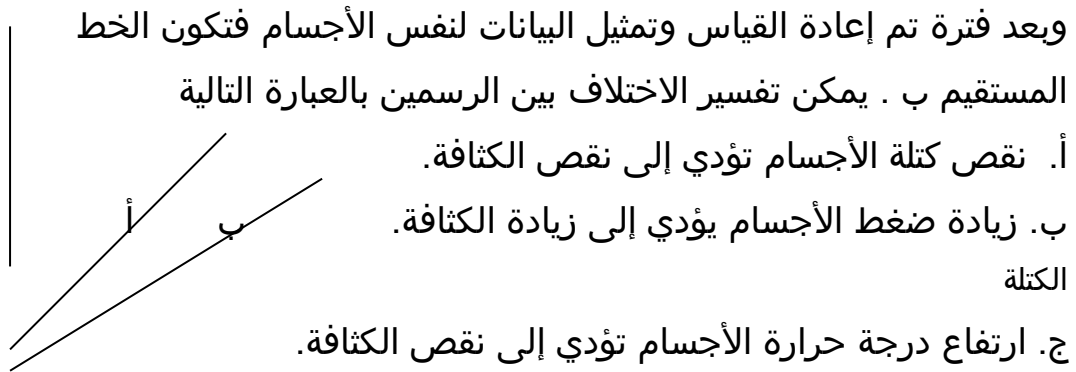 وبعد فترة تم إعادة القياس وتمثيل البيانات لنفس الأجسام فتكون الخط
المستقيم ب . يمكن تفسير الاختلاف بين الرسمين بالعبارة التالية
أ. نقص كتلة الأجسام تؤدي إلى نقص الكثافة.
ب. زيادة ضغط الأجسام يؤدي إلى زيادة الكثافة.
ب أ
الكتلة
ج. ارتفاع درجة حرارة الأجسام تؤدي إلى نقص الكثافة.